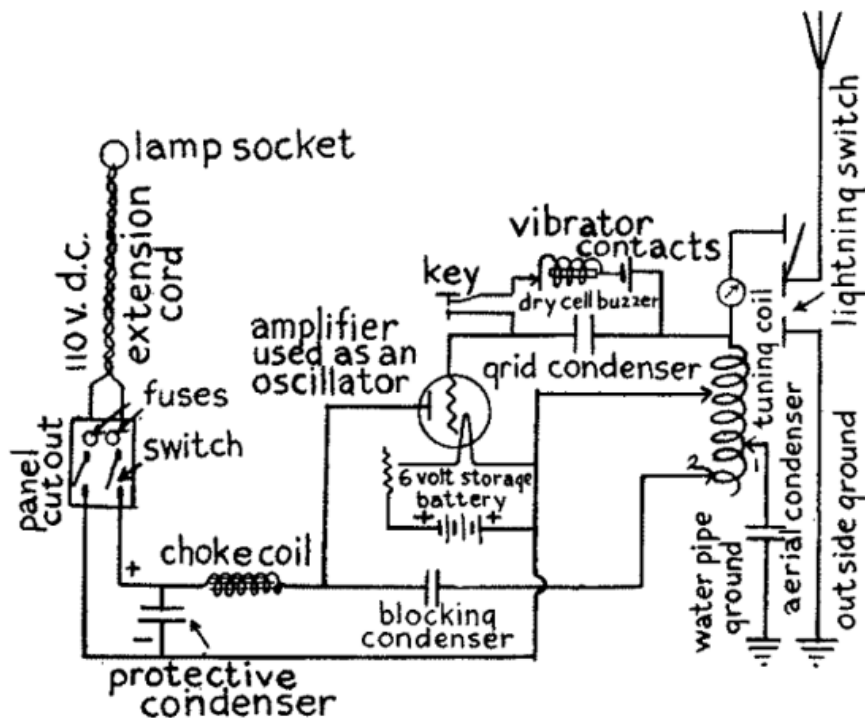 lamp socket
110 v. d.c.
extension
cord
fuses
switch
panel
cutout
+
choke coil
-
protective
condenser
amplifier
used as an
oscillator
key
vibrator
contacts
dry cell buzzer
grid condenser
6 volt storage
battery
+ +
blocking
condenser
2
1
tuning coil
lightning switch
water pipe
ground
aerial condenser
out side ground